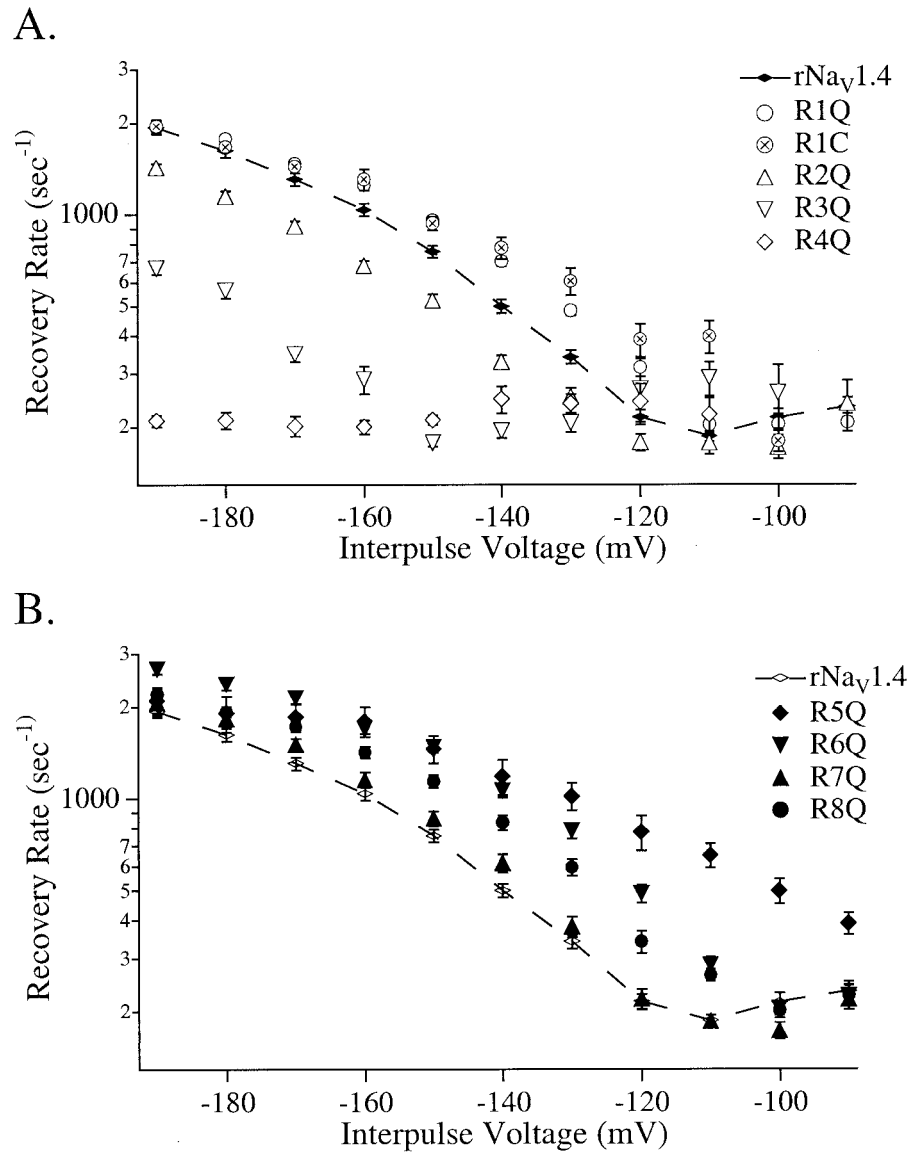 A.
3
2
1000
7
6
5
4
3
2
Recovery Rate (sec-1)
rNaV1.4
R1Q
R1C
R2Q
R3Q
R4Q
-180 -160 -140 -120 -100
Interpulse Voltage (mV)
B.
3
2
1000
7
6
5
4
3
2
Recovery Rate (sec-1)
rNaV1.4
R5Q
R6Q
R7Q
R8Q
-180 -160 -140 -120 -100
Interpulse Voltage (mV)